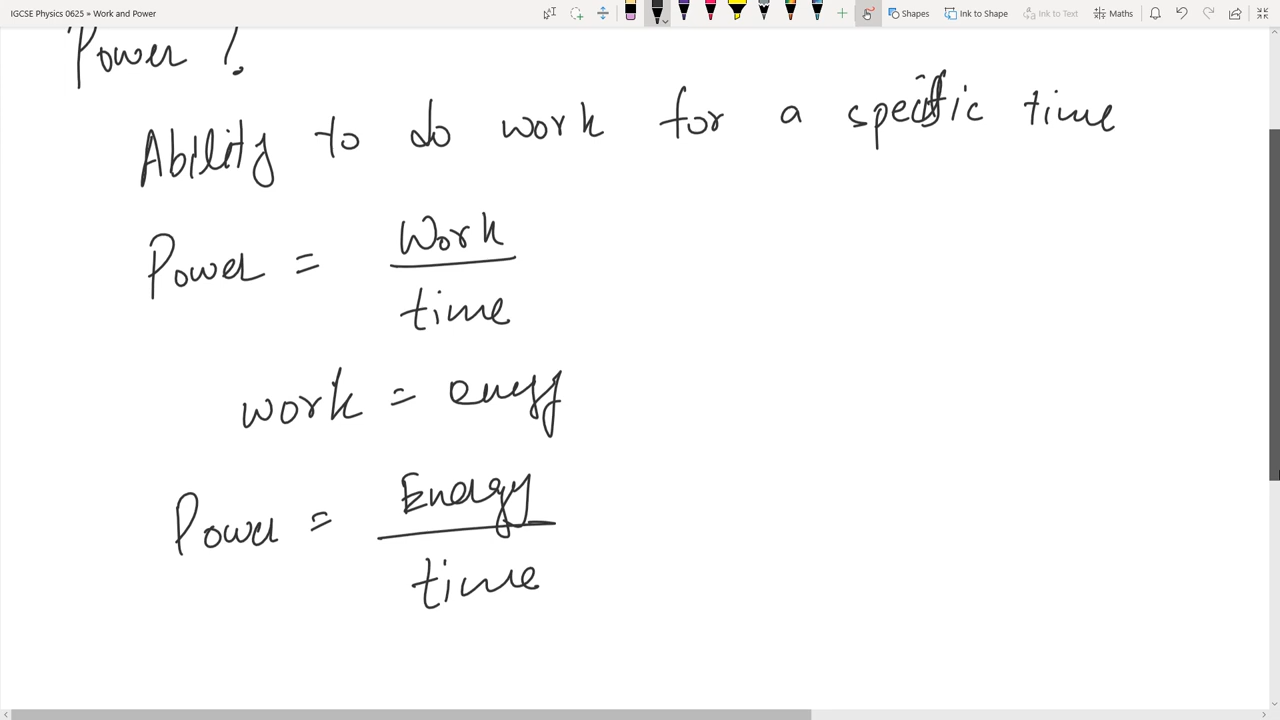 IGCSE Physics 0625 » Work and Power
Shapes Ink to Shape Ink to Text Maths
Power ?
Ability to do work for a specific time
Power = Work / time
work = energy
Power = Energy / time